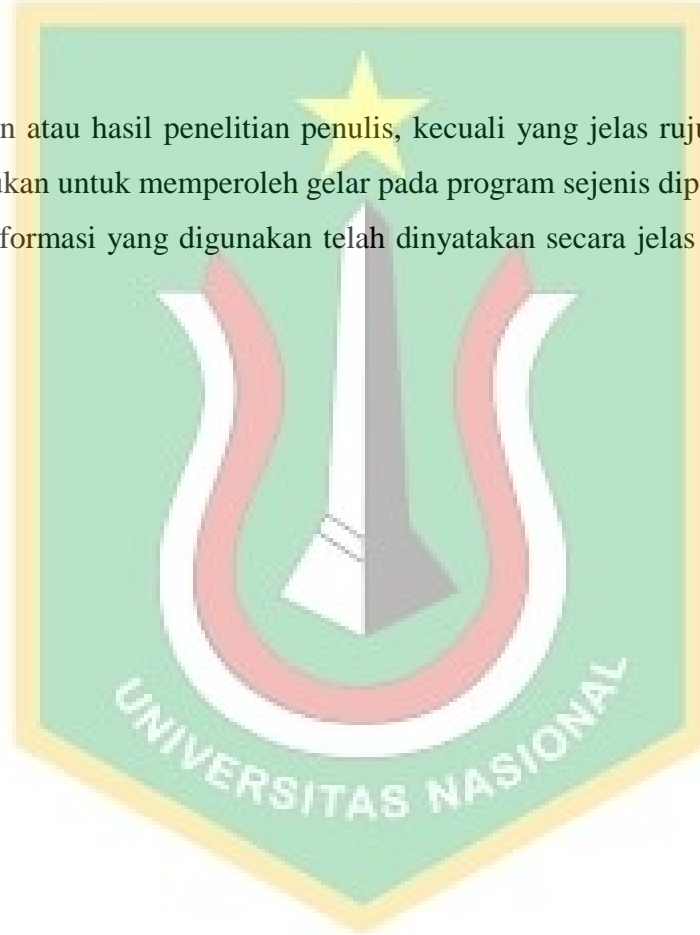 n atau hasil penelitian penulis, kecuali yang jelas ruju
kan untuk memperoleh gelar pada program sejenis dip
formasi yang digunakan telah dinyatakan secara jelas
UNIVERSITAS NASIONAL